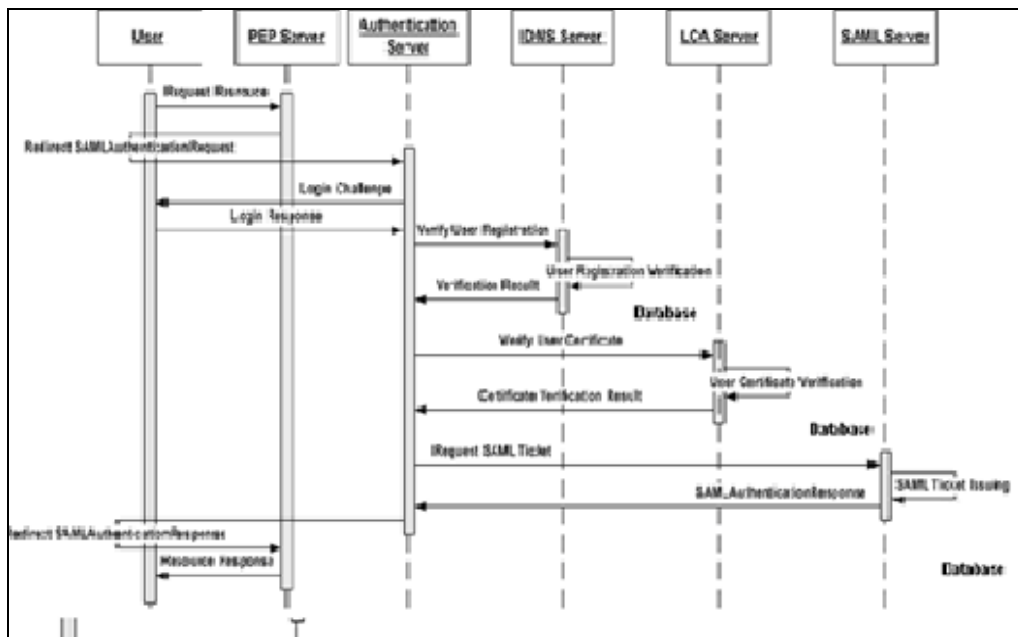 User
PEP Server
Authentication
Server
IDMS Server
LCA Server
SAML Server
Request Resource
Redirect SAMLAuthenticationRequest
Login Challenge
Login Response
Verify User Registration
User Registration Verification
Verification Result
Database
Verify User Certificate
User Certificate Verification
Certificate Verification Result
Database
Request SAML Ticket
SAML Ticket Issuing
SAMLAuthenticationResponse
Redirect SAMLAuthenticationResponse
Resource Response
Database